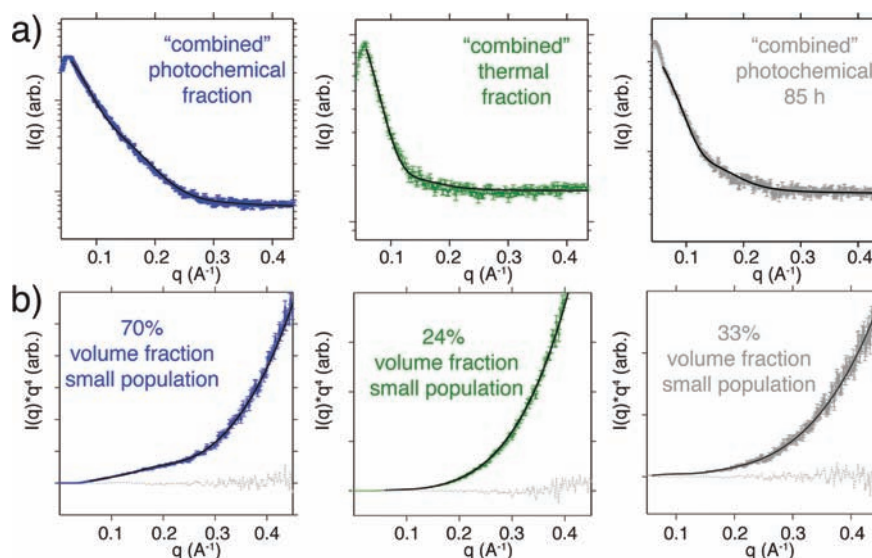 a)
I(q) (arb.)
"combined"
photochemical
fraction
0.1 0.2 0.3 0.4
q (A⁻¹)
I(q) (arb.)
"combined"
thermal
fraction
0.1 0.2 0.3 0.4
q (A⁻¹)
I(q) (arb.)
"combined"
photochemical
85 h
0.1 0.2 0.3 0.4
q (A⁻¹)
b)
I(q)*q⁴ (arb.)
70%
volume fraction
small population
0.1 0.2 0.3 0.4
q (A⁻¹)
I(q)*q⁴ (arb.)
24%
volume fraction
small population
0.1 0.2 0.3 0.4
q (A⁻¹)
I(q)*q⁴ (arb.)
33%
volume fraction
small population
0.1 0.2 0.3 0.4
q (A⁻¹)